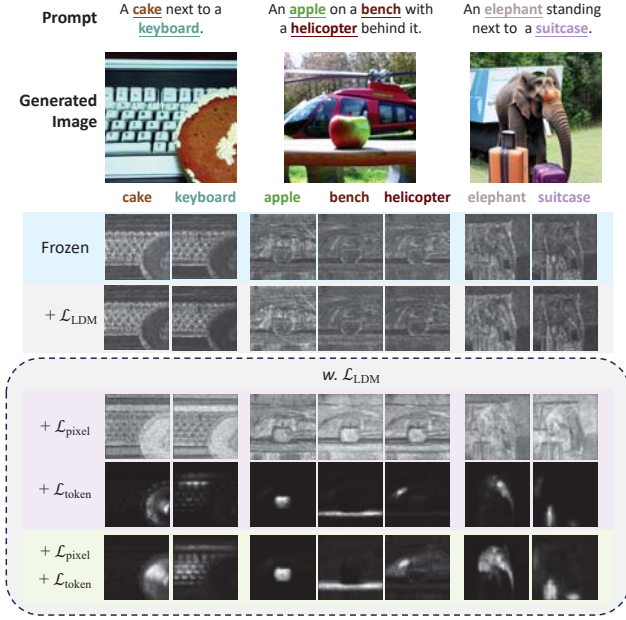 Prompt
A cake next to a keyboard.
An apple on a bench with a helicopter behind it.
An elephant standing next to a suitcase.
Generated Image
cake keyboard apple bench helicopter elephant suitcase
Frozen
+ ℒLDM
w. ℒLDM
+ ℒpixel
+ ℒtoken
+ ℒpixel
+ ℒtoken